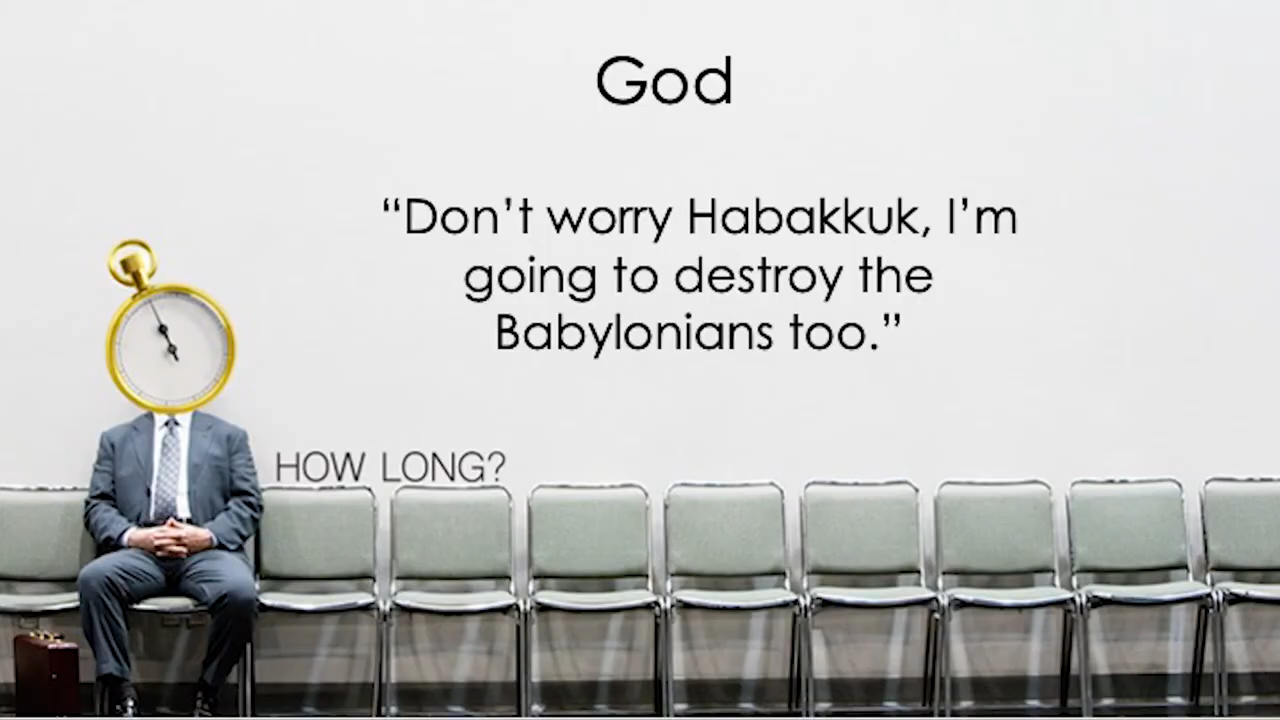 God
“Don’t worry Habakkuk, I’m
going to destroy the
Babylonians too.”
HOW LONG?